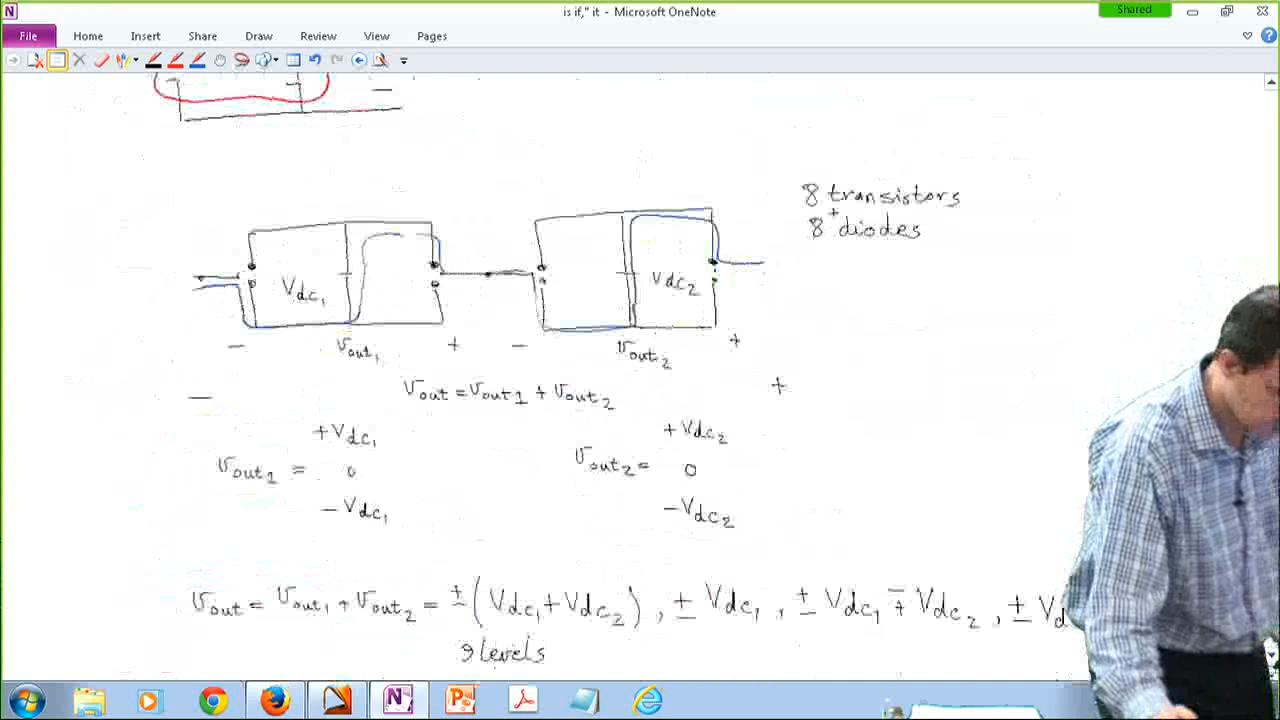 is if," it - Microsoft OneNote
Shared
File Home Insert Share Draw Review View Pages
8 transistors
+
8 diodes
Vdc1
Vdc2
- vout1 + - vout2 +
- vout = vout1 + vout2 +
+Vdc1 +Vdc2
vout1 = 0 vout2 = 0
-Vdc1 -Vdc2
vout = vout1 + vout2 = ±(Vdc1 + Vdc2), ± Vdc1, ± Vdc1 ∓ Vdc2, ± Vd
9 levels